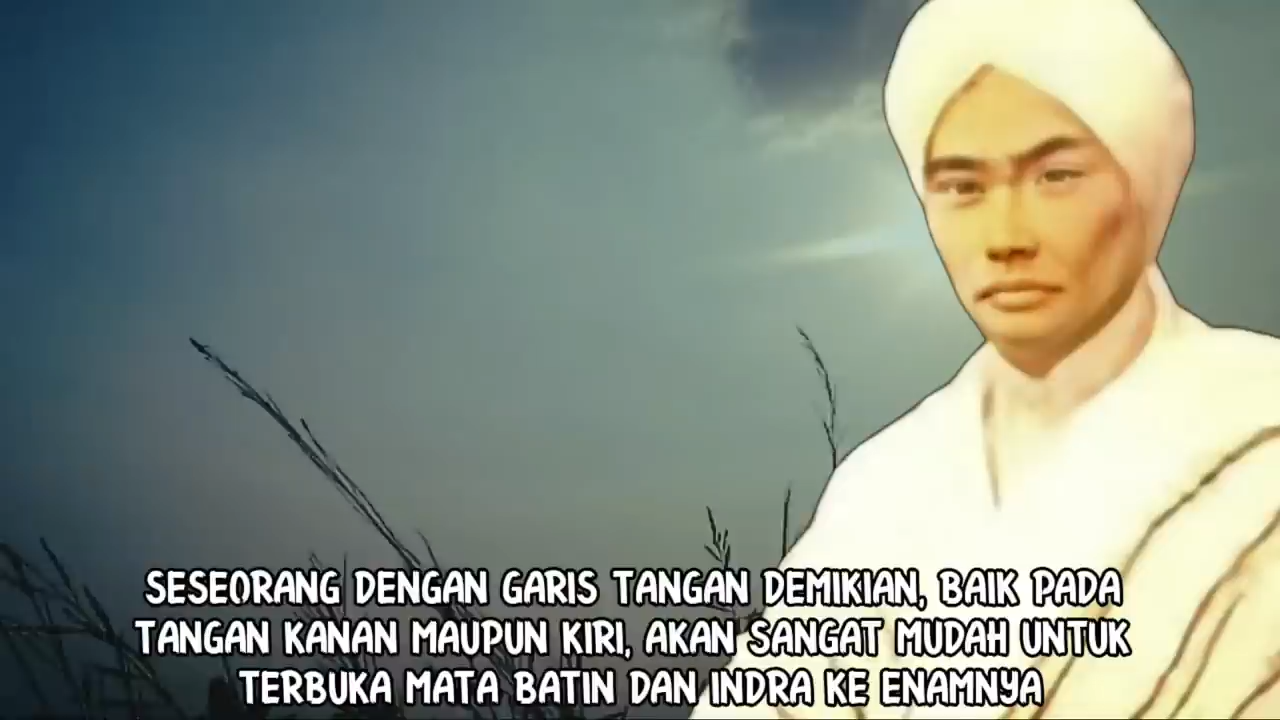 SESEORANG DENGAN GARIS TANGAN DEMIKIAN, BAIK PADA
TANGAN KANAN MAUPUN KIRI, AKAN SANGAT MUDAH UNTUK
TERBUKA MATA BATIN DAN INDRA KE ENAMNYA